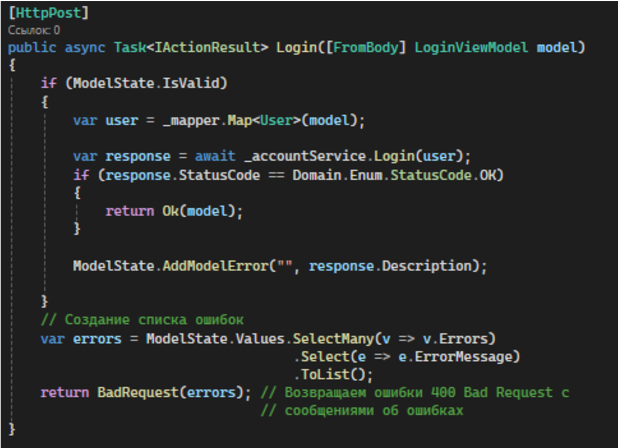 [HttpPost]
Ссылок: 0
public async Task<IActionResult> Login([FromBody] LoginViewModel model)
{
if (ModelState.IsValid)
{
var user = _mapper.Map<User>(model);
var response = await _accountService.Login(user);
if (response.StatusCode == Domain.Enum.StatusCode.OK)
{
return Ok(model);
}
ModelState.AddModelError("", response.Description);
}
// Создание списка ошибок
var errors = ModelState.Values.SelectMany(v => v.Errors)
.Select(e => e.ErrorMessage)
.ToList();
return BadRequest(errors); // Возвращаем ошибки 400 Bad Request с
// сообщениями об ошибках
}